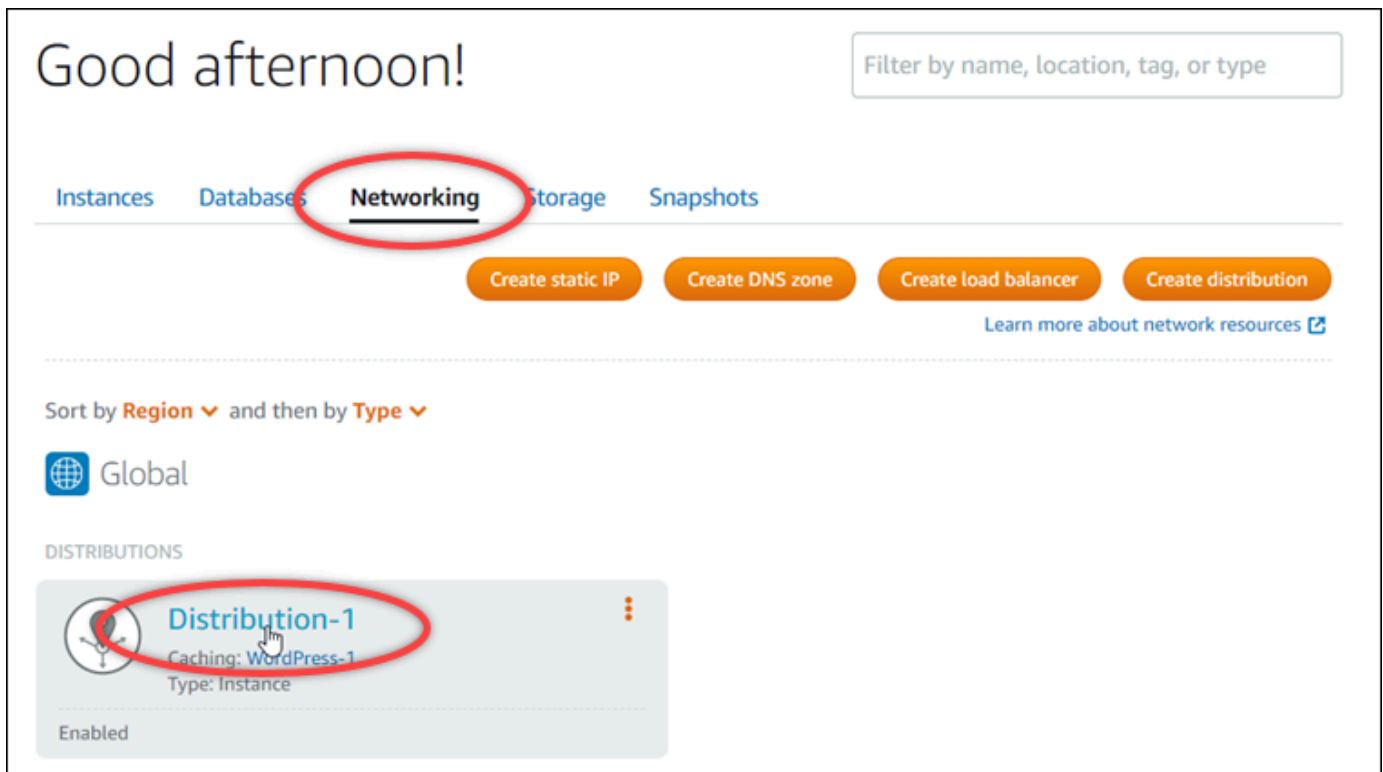 Good afternoon!
Filter by name, location, tag, or type
Instances Databases Networking Storage Snapshots
Create static IP Create DNS zone Create load balancer Create distribution
Learn more about network resources
Sort by Region and then by Type
Global
DISTRIBUTIONS
Distribution-1
Caching: WordPress-1
Type: Instance
Enabled